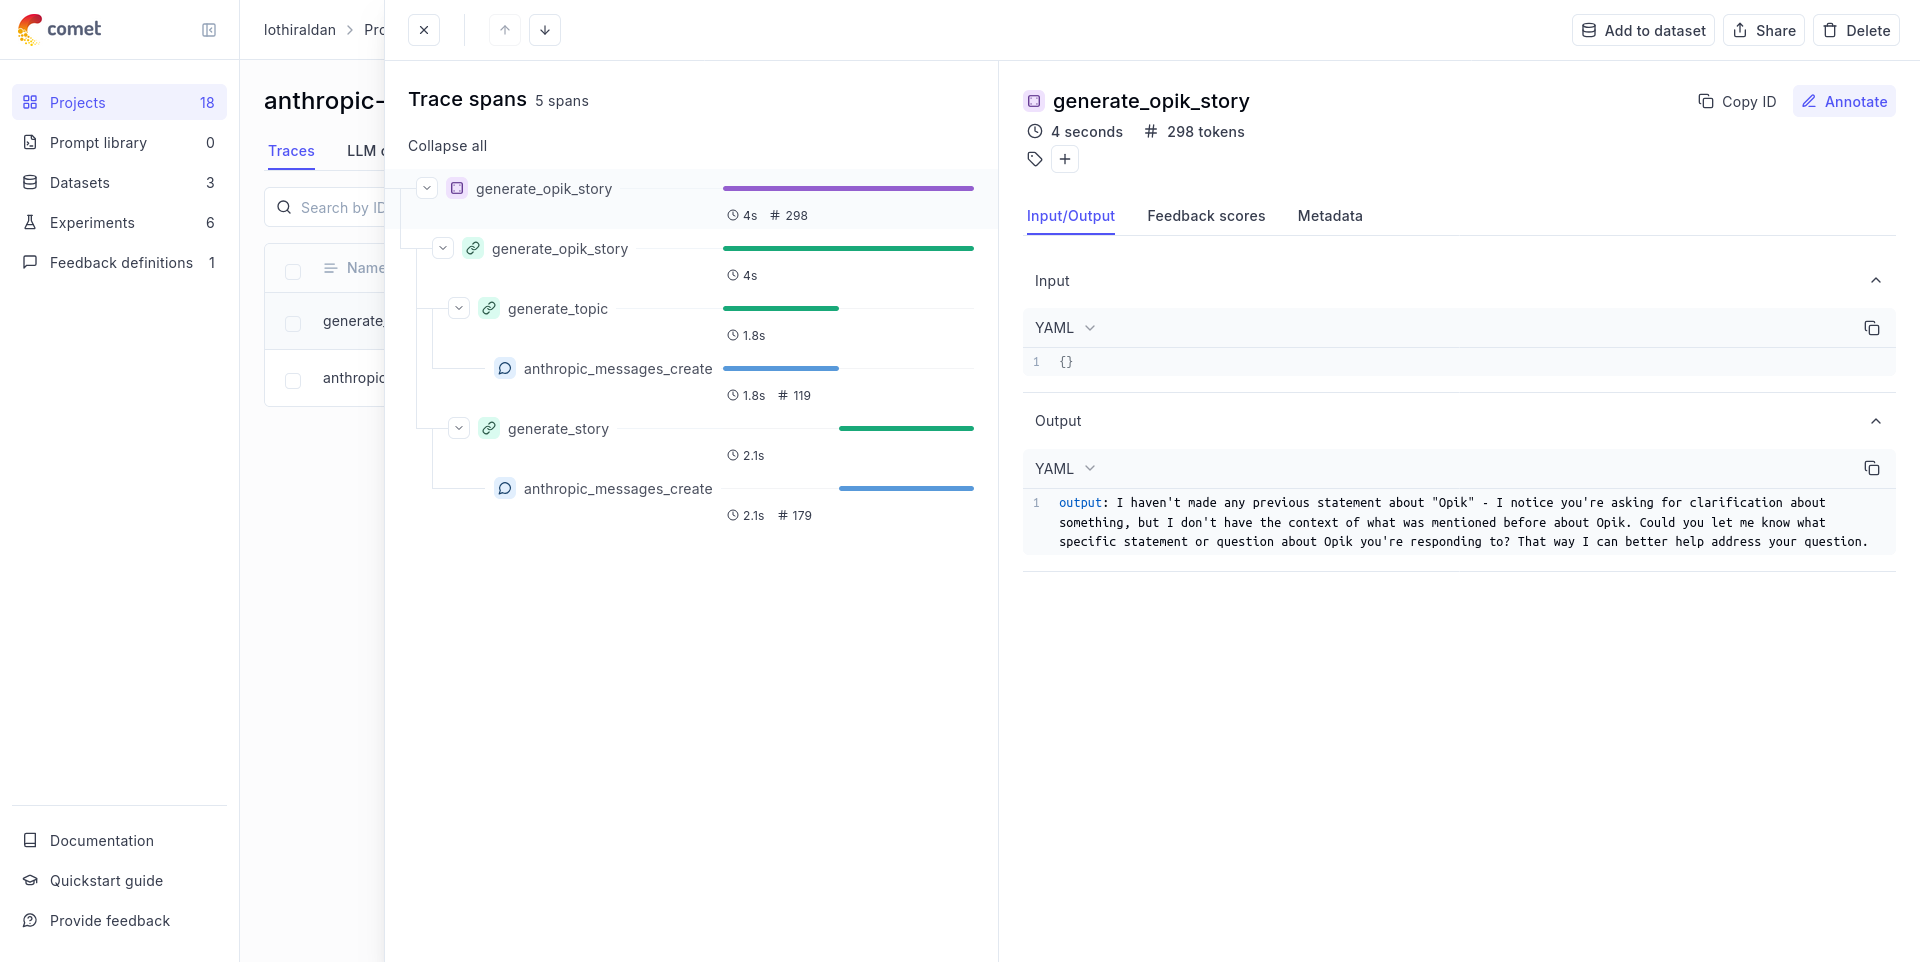 comet
Projects 18
Prompt library 0
Datasets 3
Experiments 6
Feedback definitions 1
Documentation
Quickstart guide
Provide feedback
lothiraldan > Pro
anthropic-
Traces LLM c
Search by ID
Name
generate_
anthropic
Add to dataset
Share
Delete
Trace spans 5 spans
Collapse all
generate_opik_story
4s # 298
generate_opik_story
4s
generate_topic
1.8s
anthropic_messages_create
1.8s # 119
generate_story
2.1s
anthropic_messages_create
2.1s # 179
generate_opik_story
Copy ID
Annotate
4 seconds # 298 tokens
Input/Output Feedback scores Metadata
Input
YAML
1 {}
Output
YAML
1 output: I haven't made any previous statement about "Opik" - I notice you're asking for clarification about
something, but I don't have the context of what was mentioned before about Opik. Could you let me know what
specific statement or question about Opik you're responding to? That way I can better help address your question.